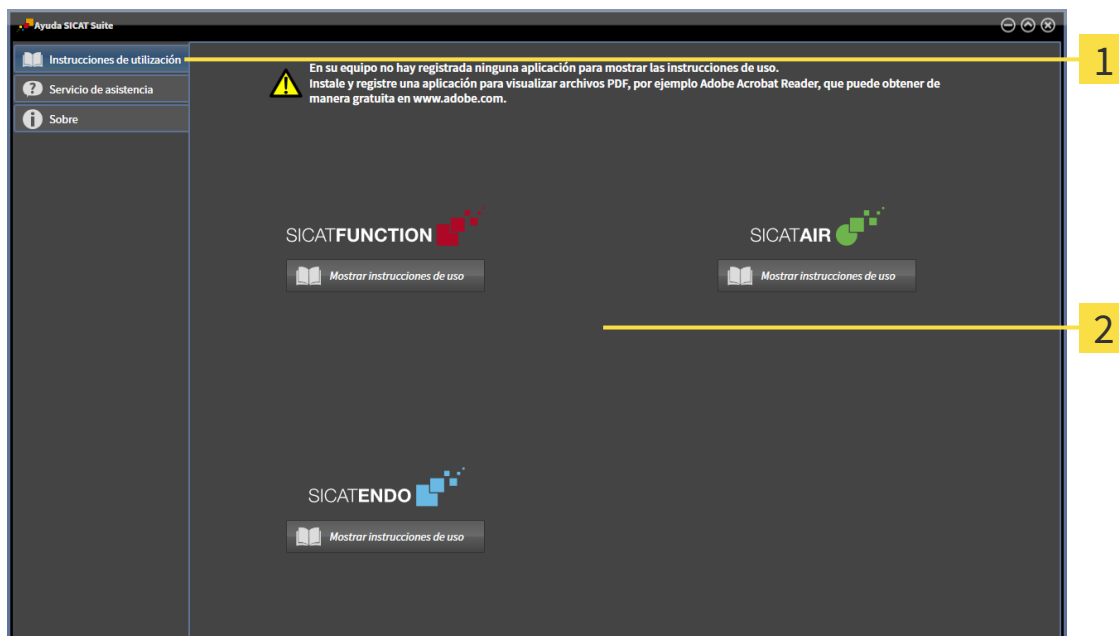 Ayuda SICAT Suite
Instrucciones de utilización
Servicio de asistencia
Sobre
En su equipo no hay registrada ninguna aplicación para mostrar las instrucciones de uso.
Instale y registre una aplicación para visualizar archivos PDF, por ejemplo Adobe Acrobat Reader, que puede obtener de
manera gratuita en www.adobe.com.
SICATFUNCTION
Mostrar instrucciones de uso
SICATAIR
Mostrar instrucciones de uso
SICATENDO
Mostrar instrucciones de uso
1
2